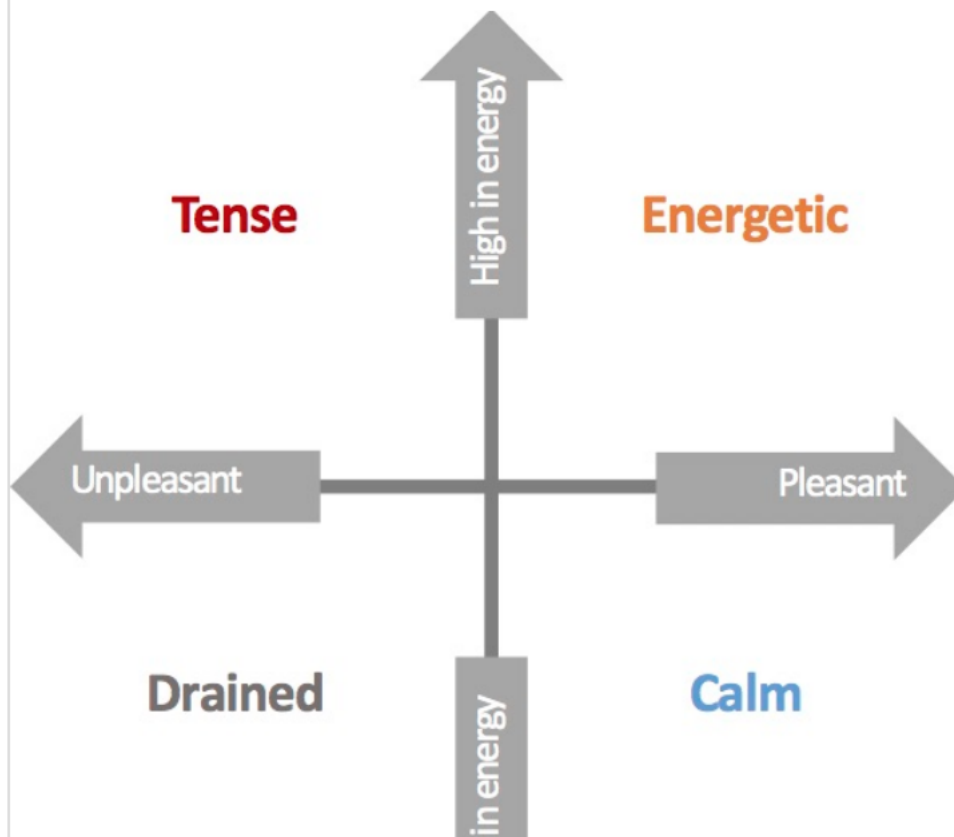 High in energy
Tense
Energetic
Unpleasant
Pleasant
Drained
Calm
in energy